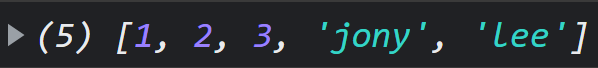 (5) [1, 2, 3, 'jony', 'lee']